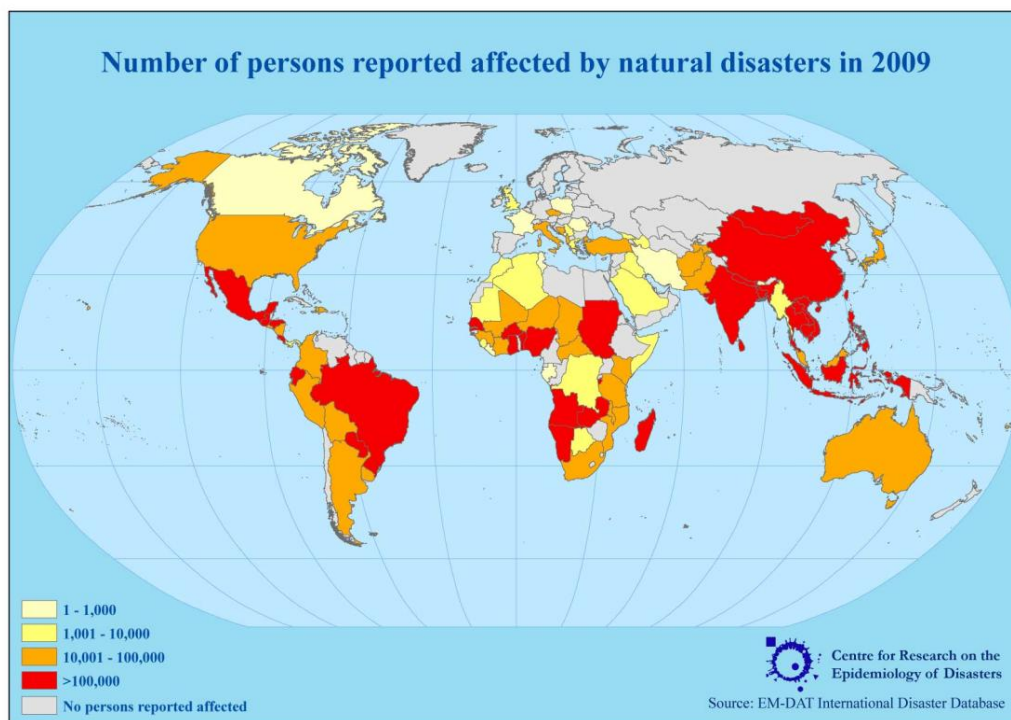 Number of persons reported affected by natural disasters in 2009
1 - 1,000
1,001 - 10,000
10,001 - 100,000
>100,000
No persons reported affected
Centre for Research on the
Epidemiology of Disasters
Source: EM-DAT International Disaster Database